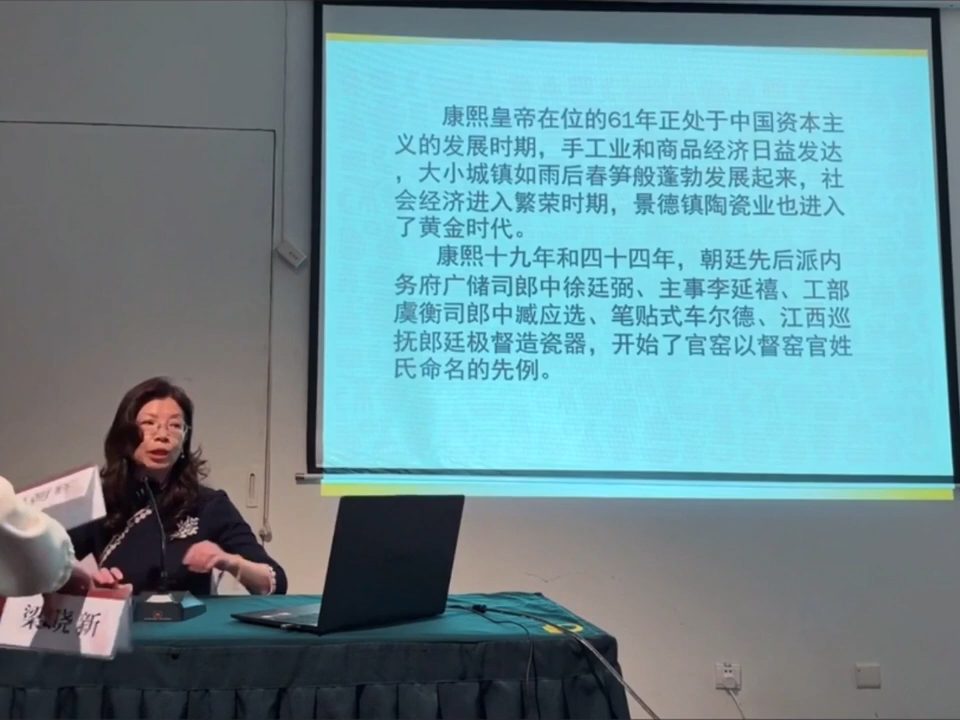 康熙皇帝在位的61年正处于中国资本主
义的发展时期，手工业和商品经济日益发达
，大小城镇如雨后春笋般蓬勃发展起来，社
会经济进入繁荣时期，景德镇陶瓷业也进入
了黄金时代。
康熙十九年和四十四年，朝廷先后派内
务府广储司郎中徐廷弼、主事李延禧、工部
虞衡司郎中臧应选、笔贴式车尔德、江西巡
抚郎廷极督造瓷器，开始了官窑以督窑官姓
氏命名的先例。
梁晓新